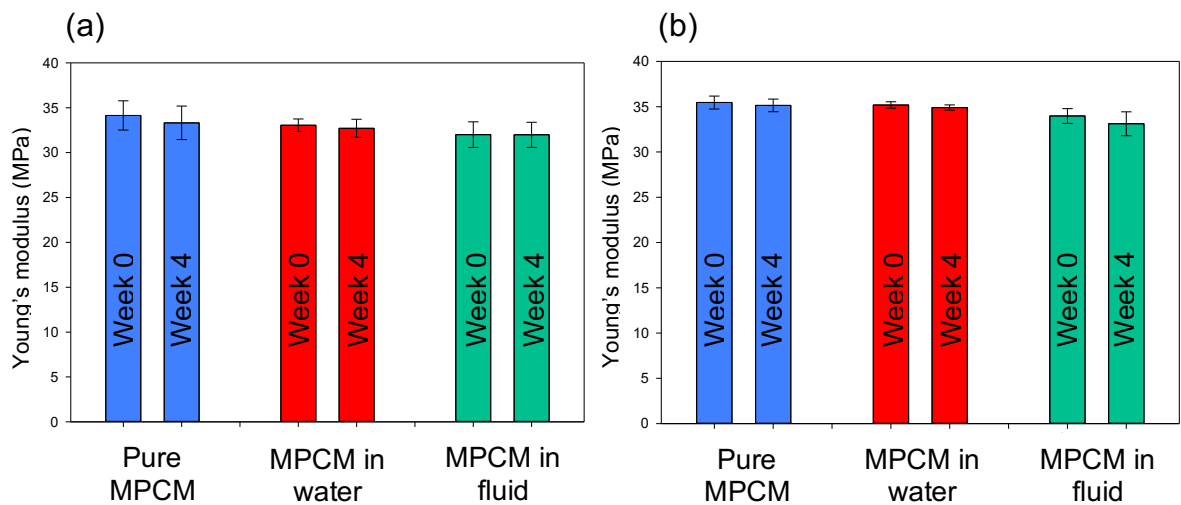 (a)
Young's modulus (MPa)
40
35
30
25
20
15
10
5
0
Week 0
Week 4
Week 0
Week 4
Week 0
Week 4
Pure
MPCM
MPCM in
water
MPCM in
fluid
(b)
Young's modulus (MPa)
40
35
30
25
20
15
10
5
0
Week 0
Week 4
Week 0
Week 4
Week 0
Week 4
Pure
MPCM
MPCM in
water
MPCM in
fluid